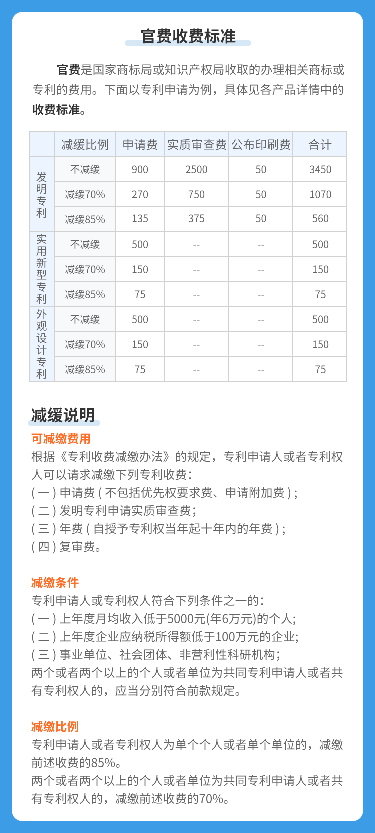 官费收费标准
官费是国家商标局或知识产权局收取的办理相关商标或
专利的费用。下面以专利申请为例，具体见各产品详情中的
收费标准。
减缓比例 申请费 实质审查费 公布印刷费 合计
发明专利
不减缓 900 2500 50 3450
减缓70% 270 750 50 1070
减缓85% 135 375 50 560
实用新型专利
不减缓 500 -- -- 500
减缓70% 150 -- -- 150
减缓85% 75 -- -- 75
外观设计专利
不减缓 500 -- -- 500
减缓70% 150 -- -- 150
减缓85% 75 -- -- 75
减缴说明
可减缴费用
根据《专利收费减缴办法》的规定，专利申请人或者专利权
人可以请求减缴下列专利收费：
(一)申请费(不包括优先权要求费、申请附加费)；
(二)发明专利申请实质审查费；
(三)年费(自授予专利权当年起十年内的年费)；
(四)复审费。
减缴条件
专利申请人或专利权人符合下列条件之一的：
(一)上年度月均收入低于5000元(年6万元)的个人;
(二)上年度企业应纳税所得额低于100万元的企业;
(三)事业单位、社会团体、非营利性科研机构;
两个或者两个以上的个人或者单位为共同专利申请人或者共
有专利权人的，应当分别符合前款规定。
减缴比例
专利申请人或者专利权人为单个个人或者单个单位的，减缴
前述收费的85%。
两个或者两个以上的个人或者单位为共同专利申请人或者共
有专利权人的，减缴前述收费的70%。